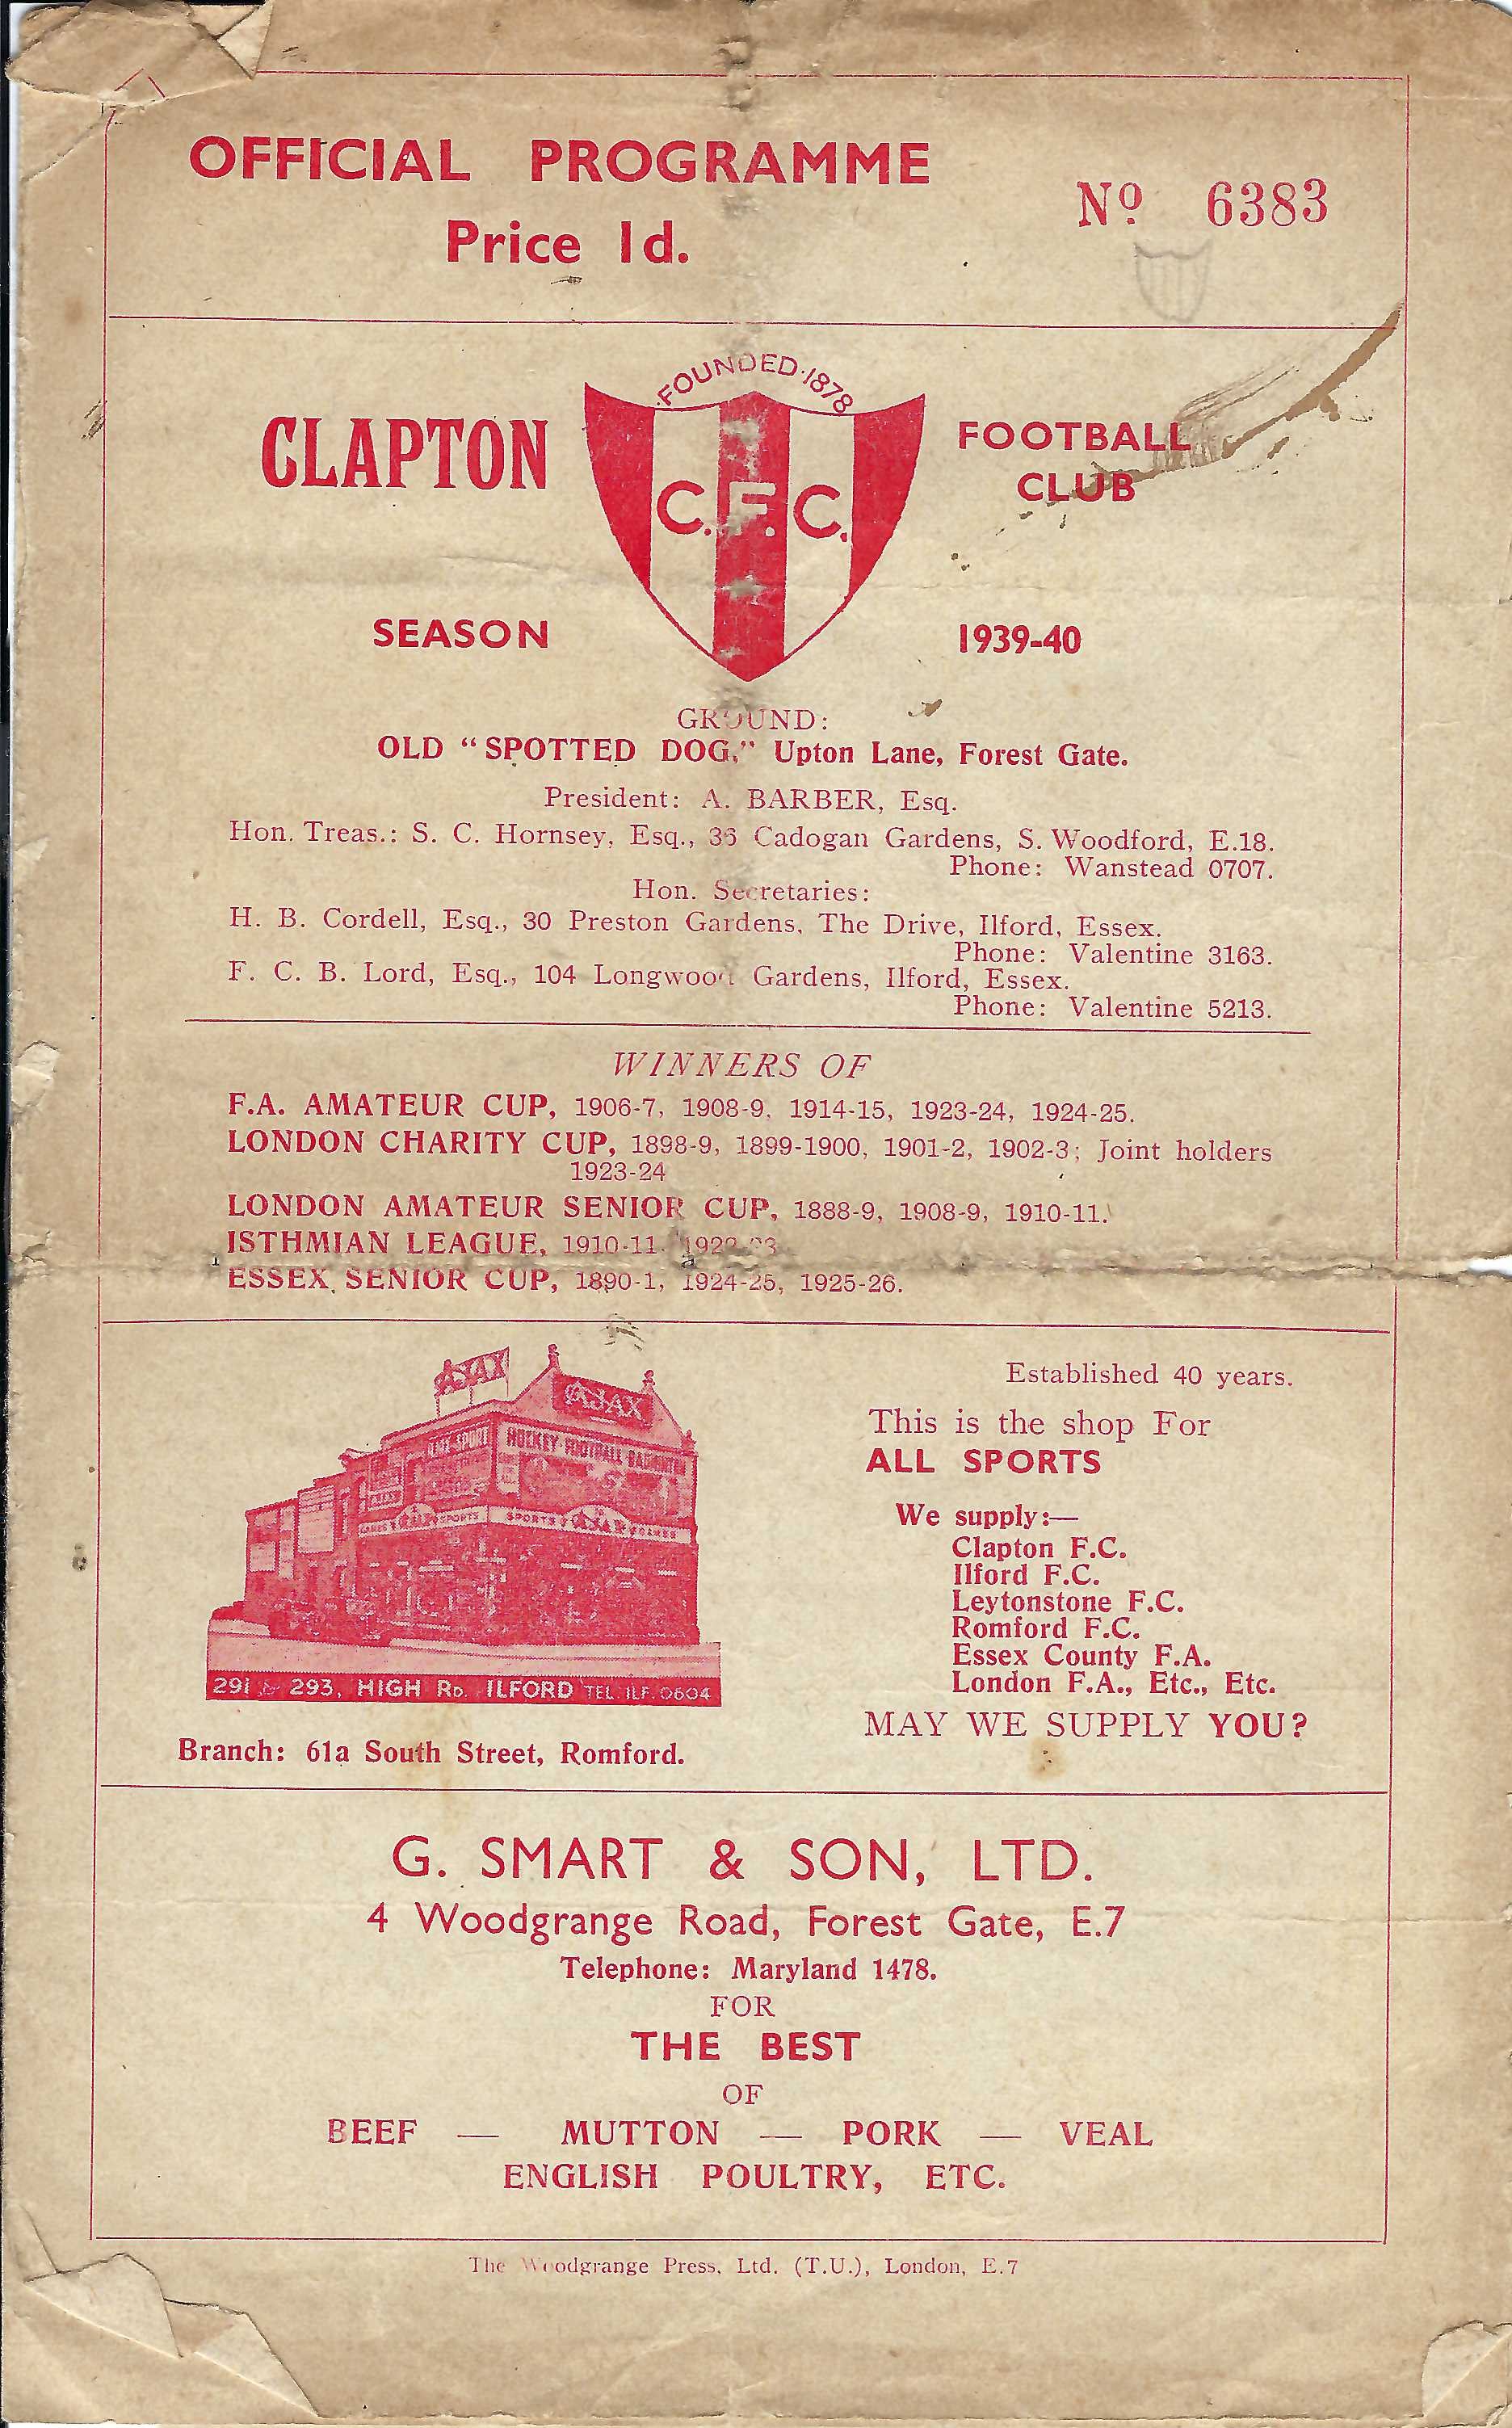 OFFICIAL PROGRAMME
Price 1d.
No 6383
FOUNDED·1878
CLAPTON
C.F.C.
FOOTBALL
CLUB
SEASON
1939-40
GROUND:
OLD "SPOTTED DOG," Upton Lane, Forest Gate.
President: A. BARBER, Esq.
Hon. Treas.: S. C. Hornsey, Esq., 36 Cadogan Gardens, S. Woodford, E.18.
Phone: Wanstead 0707.
Hon. Secretaries:
H. B. Cordell, Esq., 30 Preston Gardens, The Drive, Ilford, Essex.
Phone: Valentine 3163.
F. C. B. Lord, Esq., 104 Longwood Gardens, Ilford, Essex.
Phone: Valentine 5213.
WINNERS OF
F.A. AMATEUR CUP, 1906-7, 1908-9, 1914-15, 1923-24, 1924-25.
LONDON CHARITY CUP, 1898-9, 1899-1900, 1901-2, 1902-3; Joint holders
1923-24
LONDON AMATEUR SENIOR CUP, 1888-9, 1908-9, 1910-11.
ISTHMIAN LEAGUE, 1910-11,
ESSEX SENIOR CUP, 1890-1, 1924-25, 1925-26.
AJAX
AJAX
HOCKEY·FOOTBALL BADMINTON
SPORTS AJAX GAMES
291 & 293, HIGH RD. ILFORD TEL. ILF. 0604
Branch: 61a South Street, Romford.
Established 40 years.
This is the shop For
ALL SPORTS
We supply:—
Clapton F.C.
Ilford F.C.
Leytonstone F.C.
Romford F.C.
Essex County F.A.
London F.A., Etc., Etc.
MAY WE SUPPLY YOU?
G. SMART & SON, LTD.
4 Woodgrange Road, Forest Gate, E.7
Telephone: Maryland 1478.
FOR
THE BEST
OF
BEEF — MUTTON — PORK — VEAL
ENGLISH POULTRY, ETC.
The Woodgrange Press, Ltd. (T.U.), London, E.7